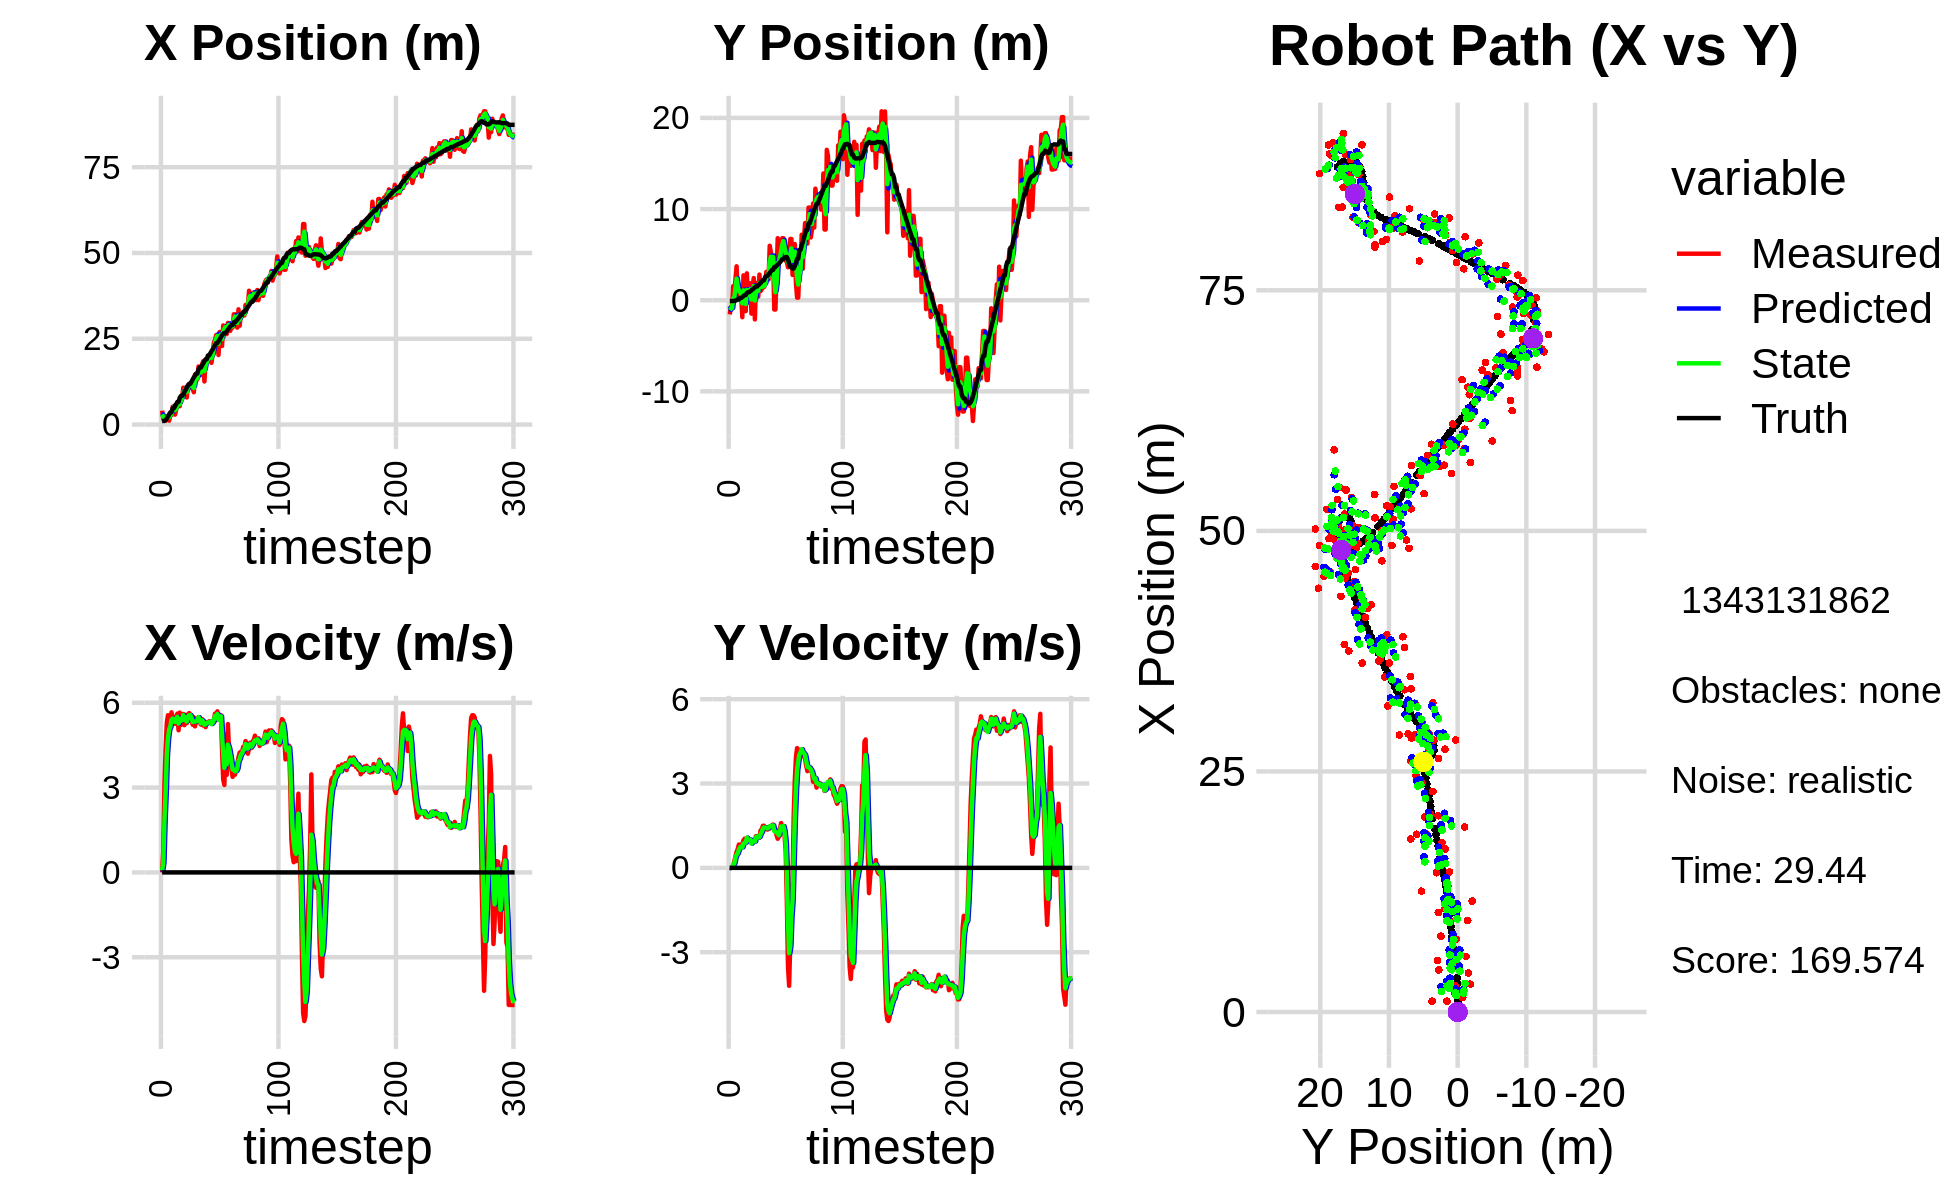 X Position (m)
75
50
25
0
0
100
200
300
timestep
Y Position (m)
20
10
0
-10
0
100
200
300
timestep
X Velocity (m/s)
6
3
0
-3
0
100
200
300
timestep
Y Velocity (m/s)
6
3
0
-3
0
100
200
300
timestep
Robot Path (X vs Y)
X Position (m)
75
50
25
0
20 10 0 -10 -20
Y Position (m)
variable
Measured
Predicted
State
Truth
1343131862
Obstacles: none
Noise: realistic
Time: 29.44
Score: 169.574